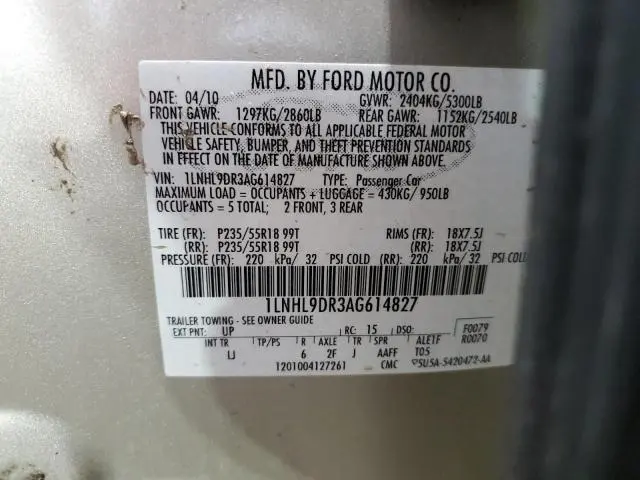 MFD. BY FORD MOTOR CO.
DATE: 04/10 GVWR: 2404KG/5300LB
FRONT GAWR: 1297KG/2860LB REAR GAWR: 1152KG/2540LB
THIS VEHICLE CONFORMS TO ALL APPLICABLE FEDERAL MOTOR
VEHICLE SAFETY, BUMPER, AND THEFT PREVENTION STANDARDS
IN EFFECT ON THE DATE OF MANUFACTURE SHOWN ABOVE.
VIN: 1LNHL9DR3AG614827 TYPE: Passenger Car
MAXIMUM LOAD = OCCUPANTS + LUGGAGE = 430KG/ 950LB
OCCUPANTS = 5 TOTAL; 2 FRONT, 3 REAR
TIRE (FR): P235/55R18 99T RIMS (FR): 18X7.5J
(RR): P235/55R18 99T (RR): 18X7.5J
PRESSURE (FR): 220 kPa/ 32 PSI COLD (RR): 220 kPa/ 32 PSI COLD
1LNHL9DR3AG614827
TRAILER TOWING - SEE OWNER GUIDE
EXT PNT: UP RC: 15 DSO: F0079
INT TR TP/PS R AXLE TR SPR ALE1F R0070
LJ 6 2F J AAFF T05
1201004127261 CMC 5U5A-5420472-AA